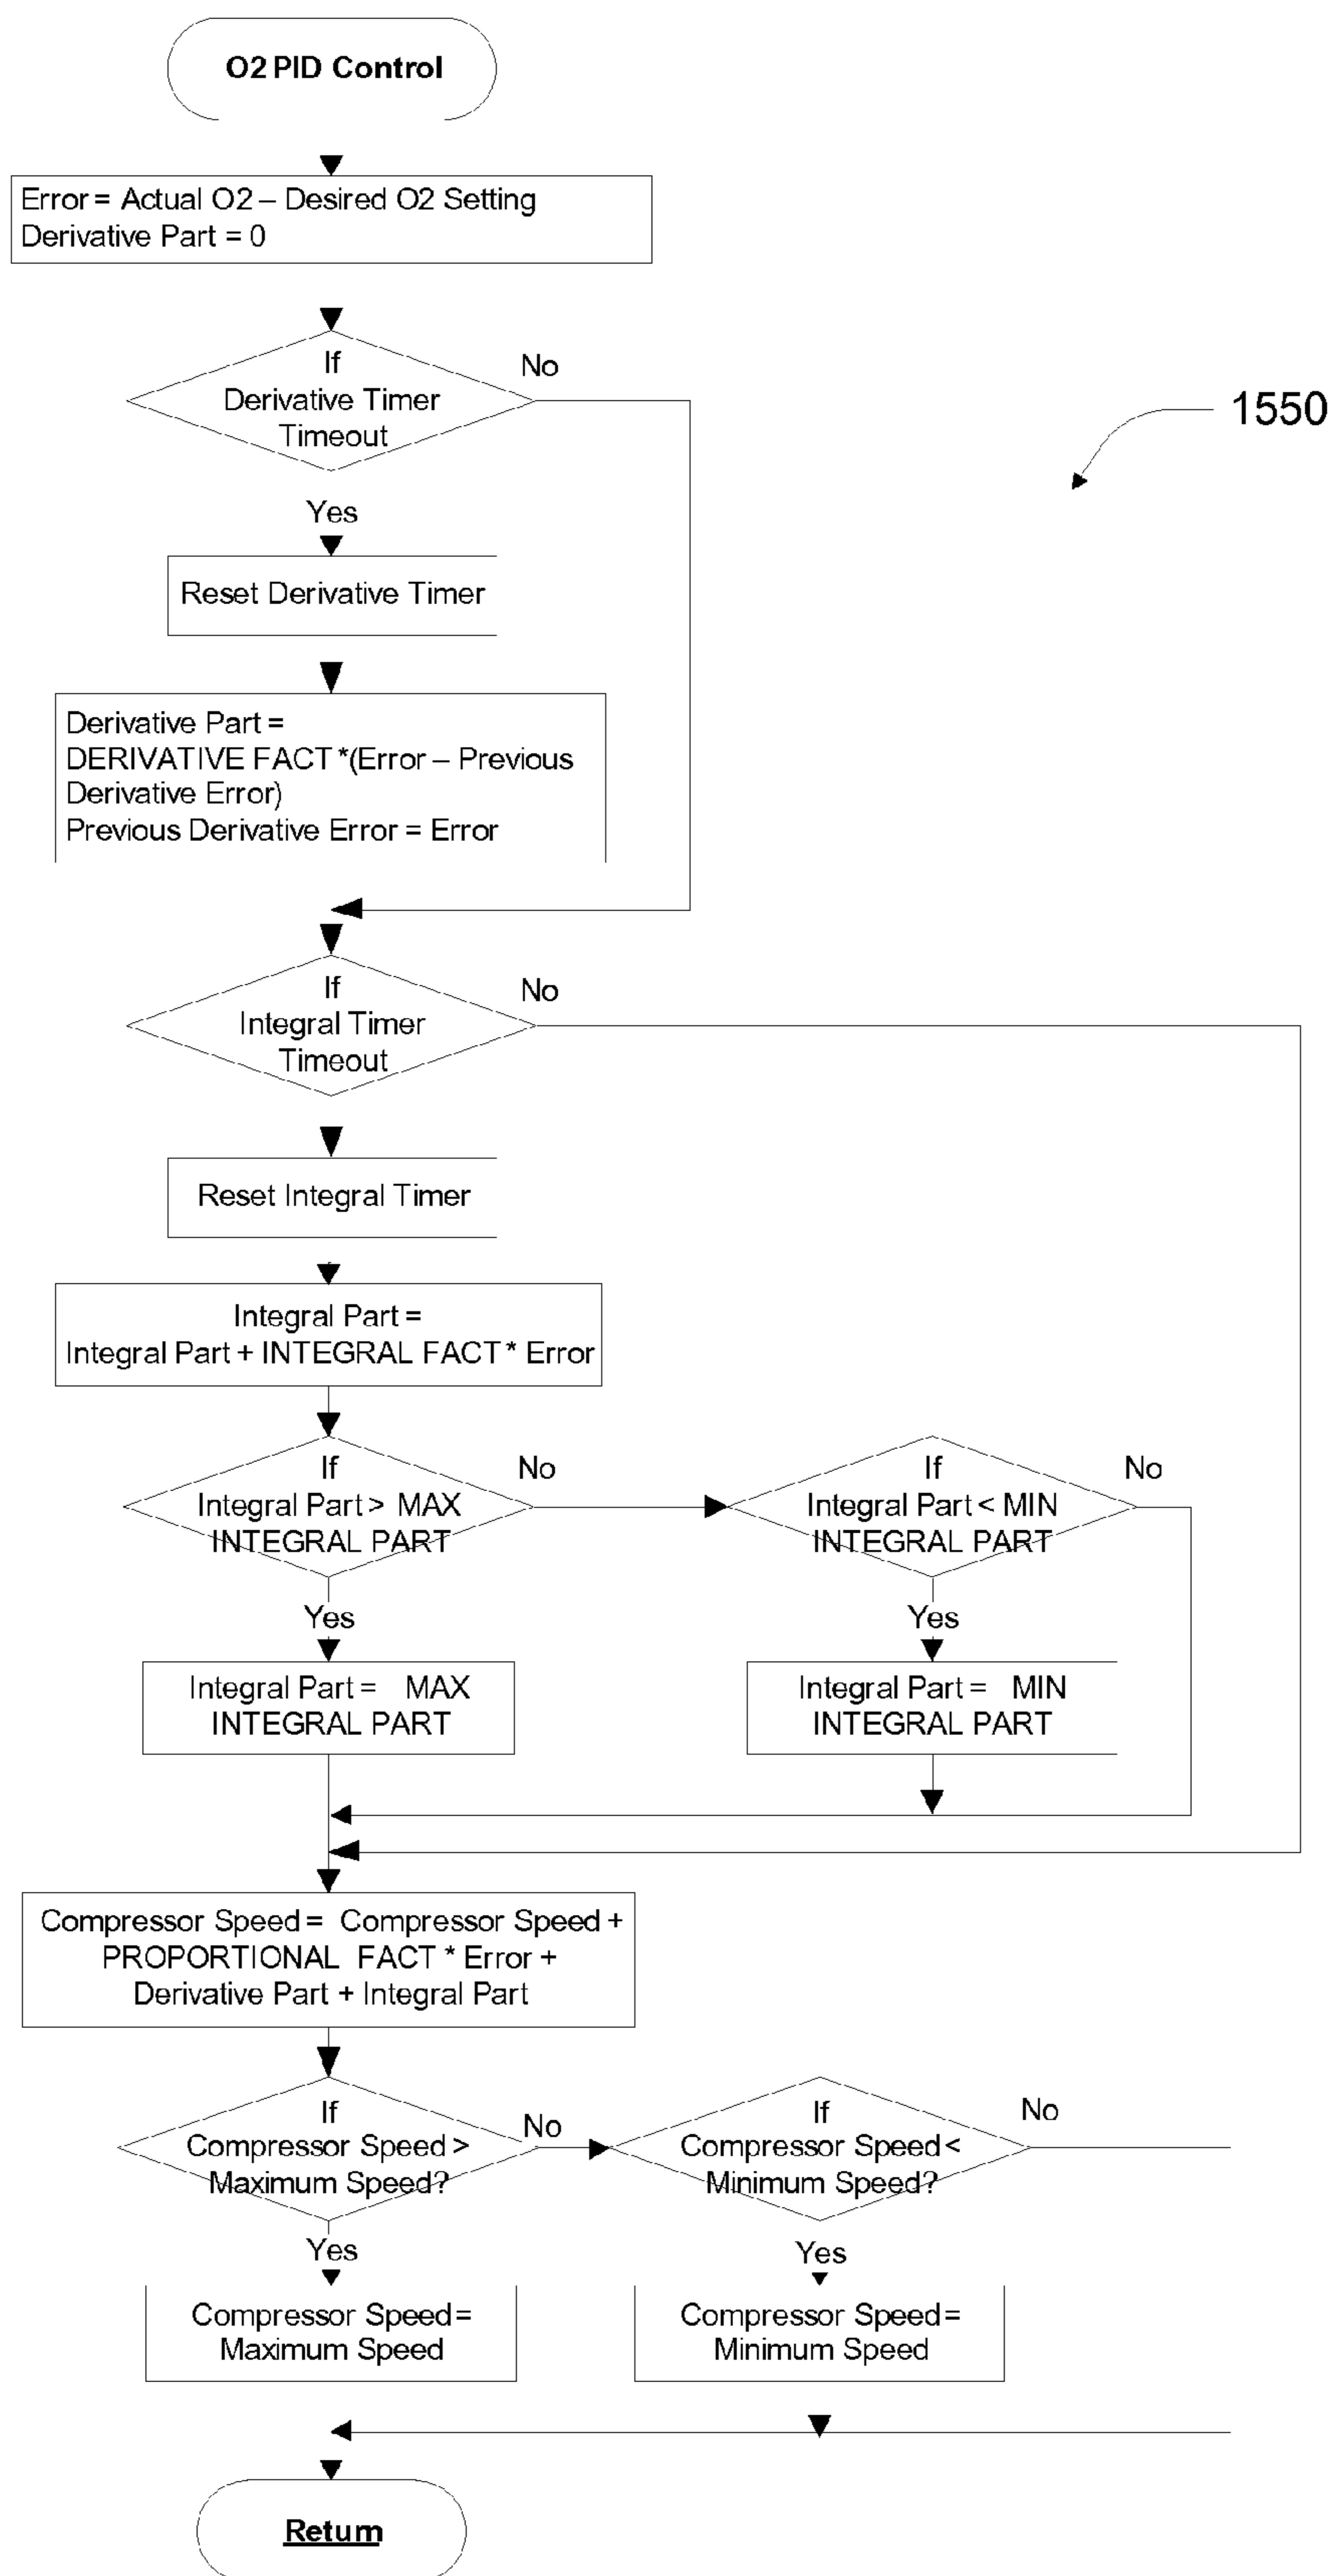 O2 PID Control
Error = Actual O2 – Desired O2 Setting
Derivative Part = 0
If
Derivative Timer
Timeout
No
1550
Yes
Reset Derivative Timer
Derivative Part =
DERIVATIVE FACT *(Error – Previous
Derivative Error)
Previous Derivative Error = Error
If
Integral Timer
Timeout
No
Reset Integral Timer
Integral Part =
Integral Part + INTEGRAL FACT * Error
If
Integral Part > MAX
INTEGRAL PART
No
If
Integral Part < MIN
INTEGRAL PART
No
Yes
Yes
Integral Part = MAX
INTEGRAL PART
Integral Part = MIN
INTEGRAL PART
Compressor Speed = Compressor Speed +
PROPORTIONAL FACT * Error +
Derivative Part + Integral Part
If
Compressor Speed >
Maximum Speed?
No
If
Compressor Speed <
Minimum Speed?
No
Yes
Yes
Compressor Speed =
Maximum Speed
Compressor Speed =
Minimum Speed
Return